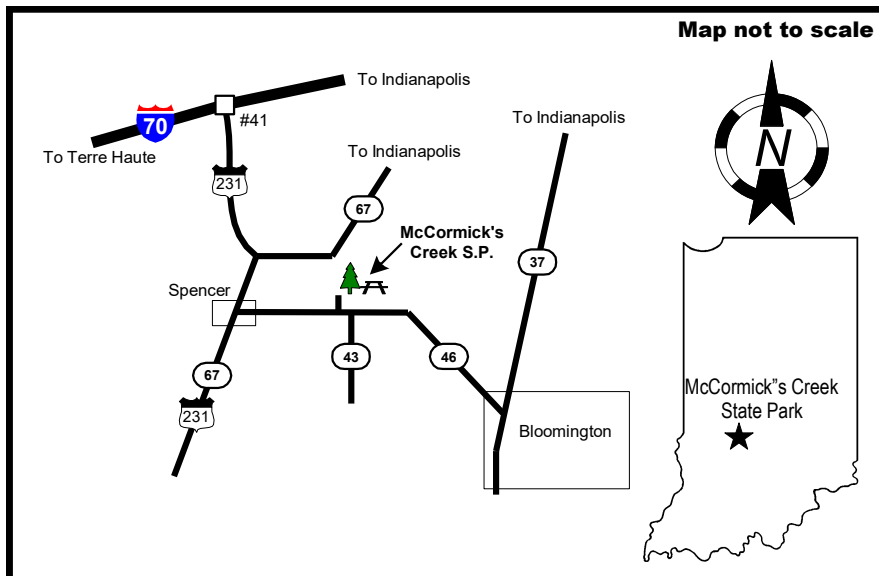 Map not to scale
To Indianapolis
70
#41
To Terre Haute
To Indianapolis
To Indianapolis
231
67
N
McCormick's
Creek S.P.
37
Spencer
43
46
67
231
Bloomington
McCormick"s Creek
State Park